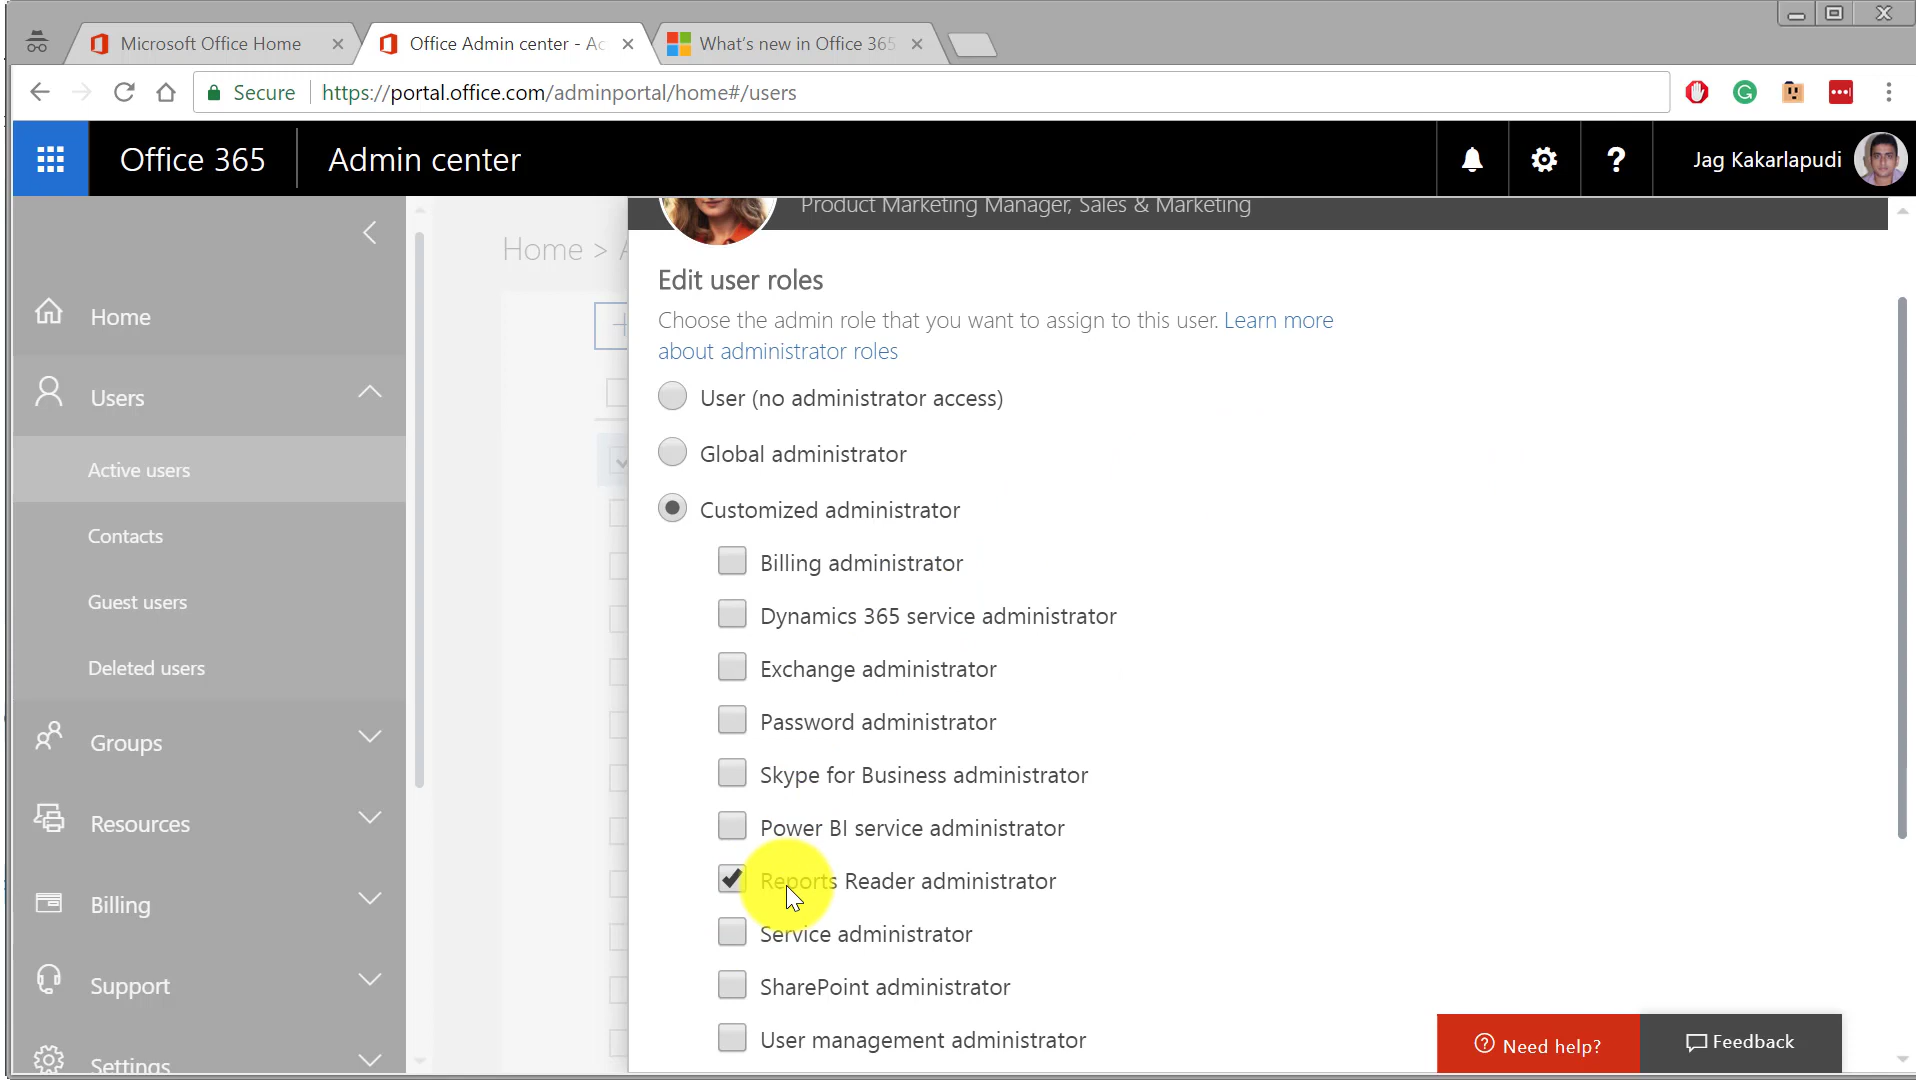 Microsoft Office Home
Office Admin center - Ac
What's new in Office 365
Secure
https://portal.office.com/adminportal/home#/users
Office 365
Admin center
?
Jag Kakarlapudi
Product Marketing Manager, Sales & Marketing
Home > A
Edit user roles
Choose the admin role that you want to assign to this user. Learn more
about administrator roles
Home
Users
Active users
Contacts
Guest users
Deleted users
Groups
Resources
Billing
Support
Settings
User (no administrator access)
Global administrator
Customized administrator
Billing administrator
Dynamics 365 service administrator
Exchange administrator
Password administrator
Skype for Business administrator
Power BI service administrator
Reports Reader administrator
Service administrator
SharePoint administrator
User management administrator
Need help?
Feedback